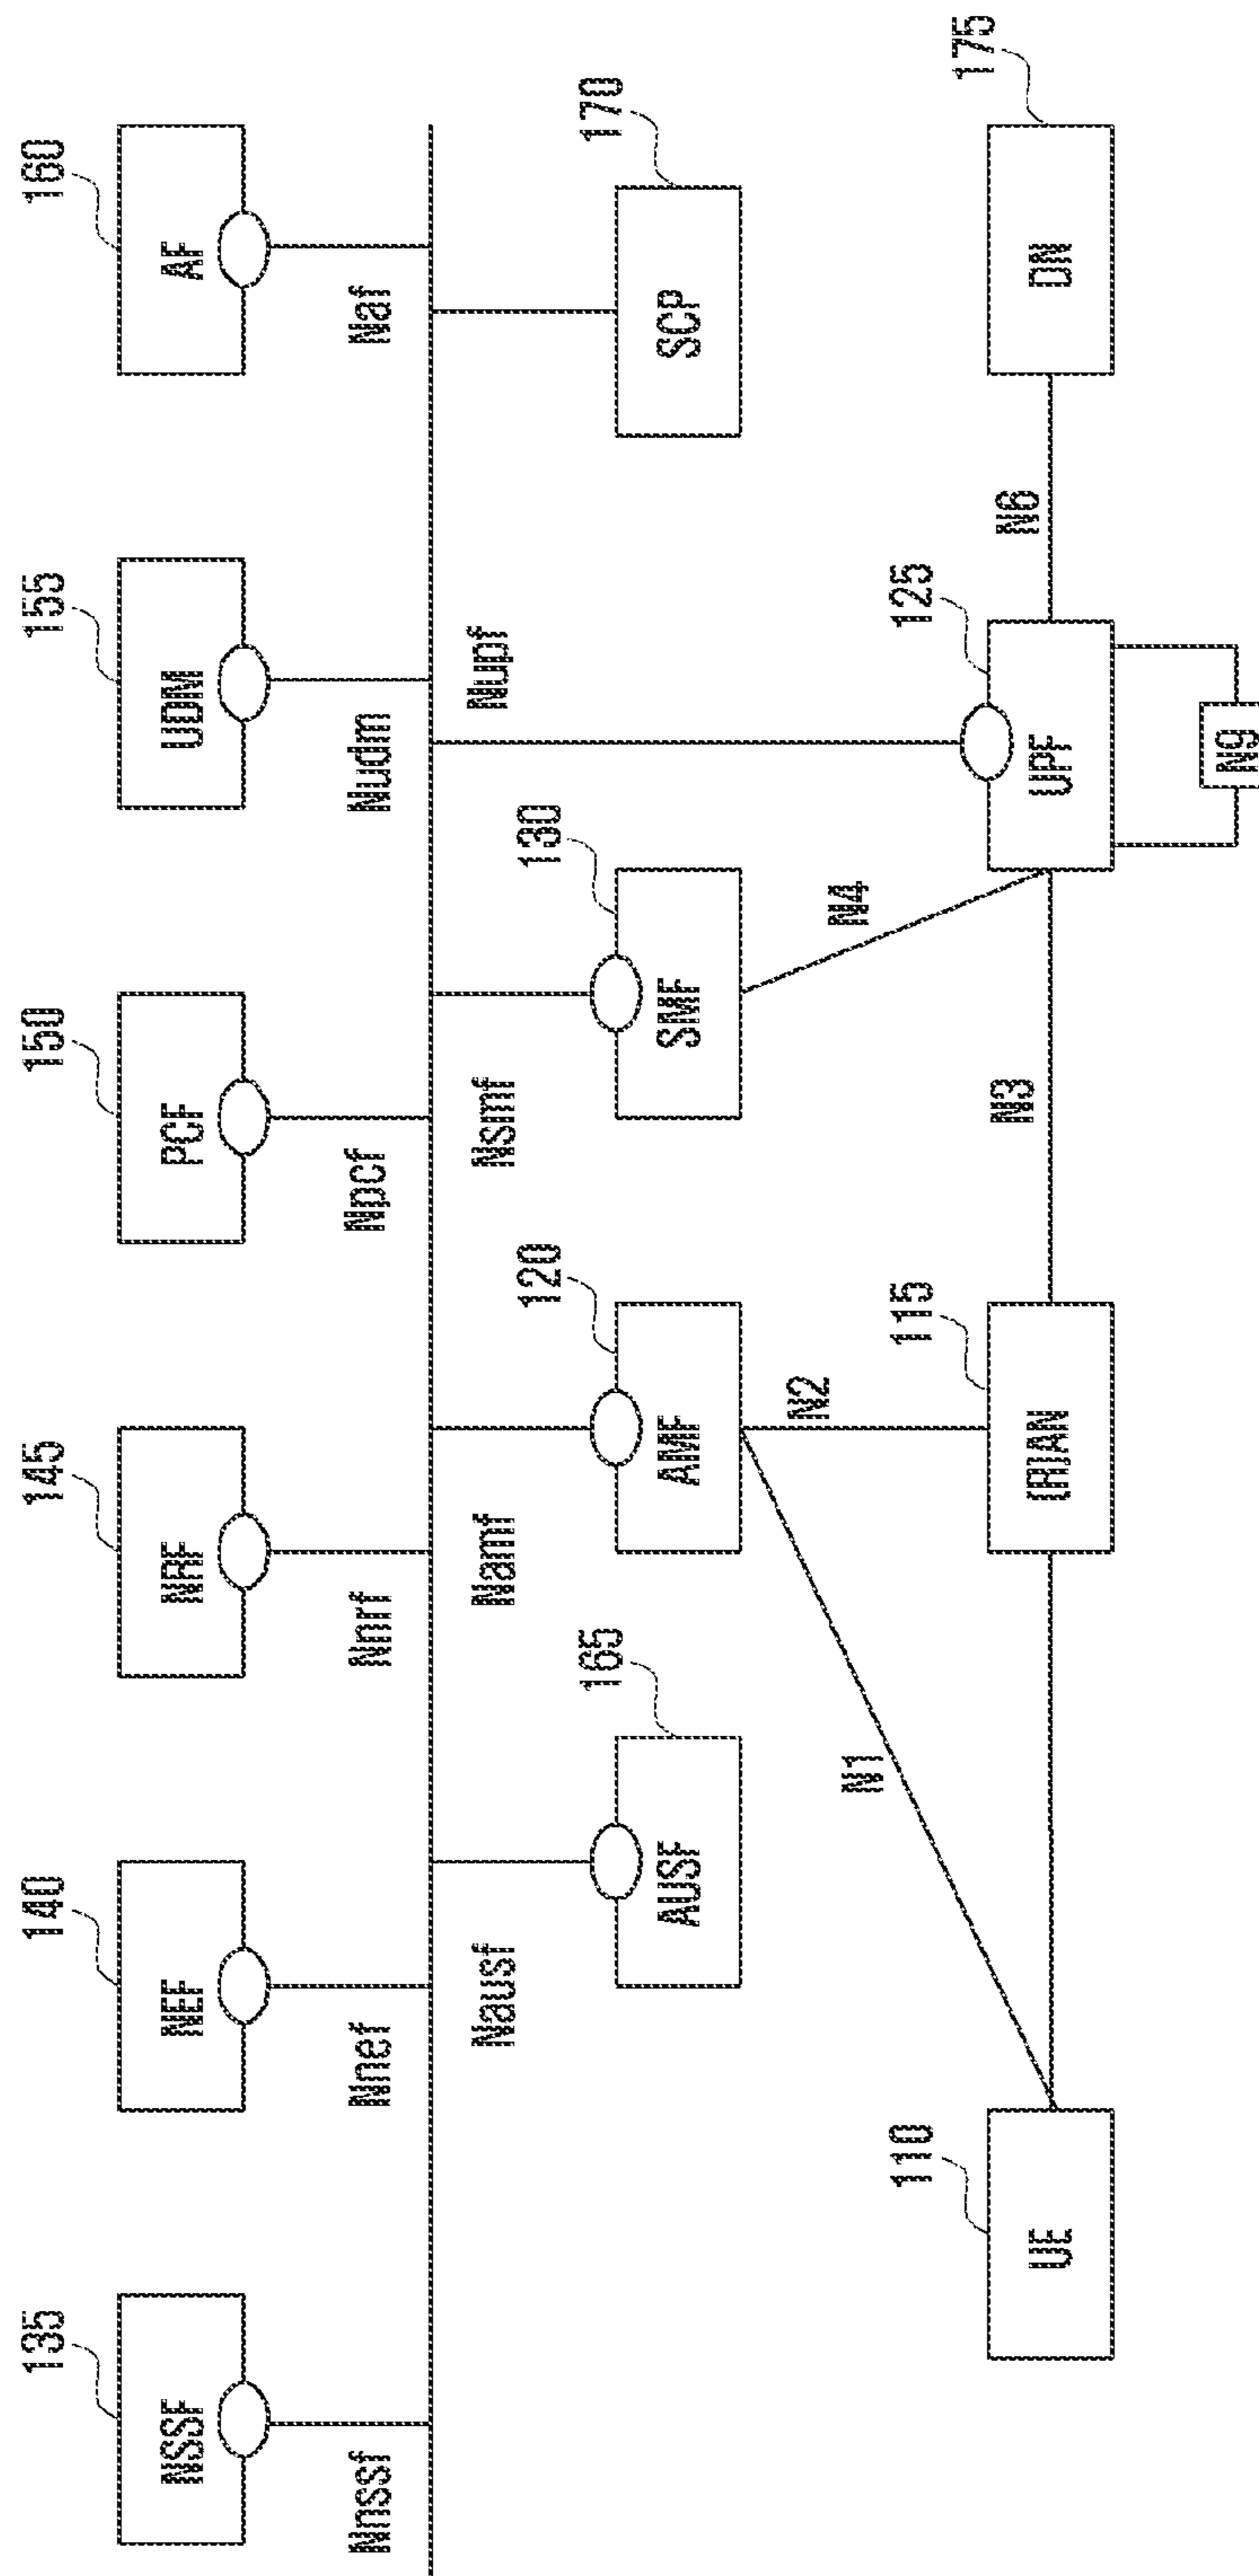 135
140
145
150
155
160
NSSF
NEF
NRF
PCF
UDM
AF
Nnssf
Nnef
Nnrf
Npcf
Nudm
Naf
Nausf
Namf
Nsmf
Nupf
165
120
130
170
AUSF
AMF
SMF
SCP
N1
N2
N4
110
115
125
175
UE
(R)AN
N3
UPF
N6
DN
N9